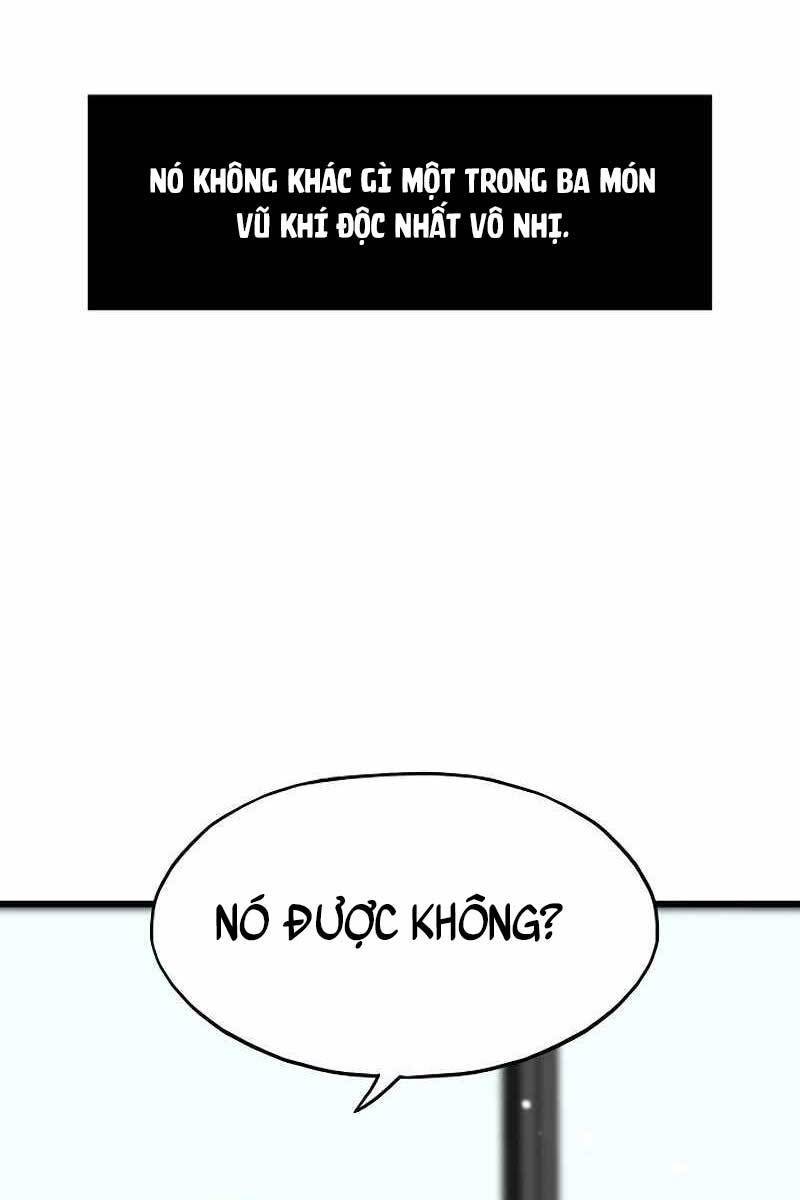 NÓ KHÔNG KHÁC GÌ MỘT TRONG BA MÓN
VŨ KHÍ ĐỘC NHẤT VÔ NHỊ.
NÓ ĐƯỢC KHÔNG?